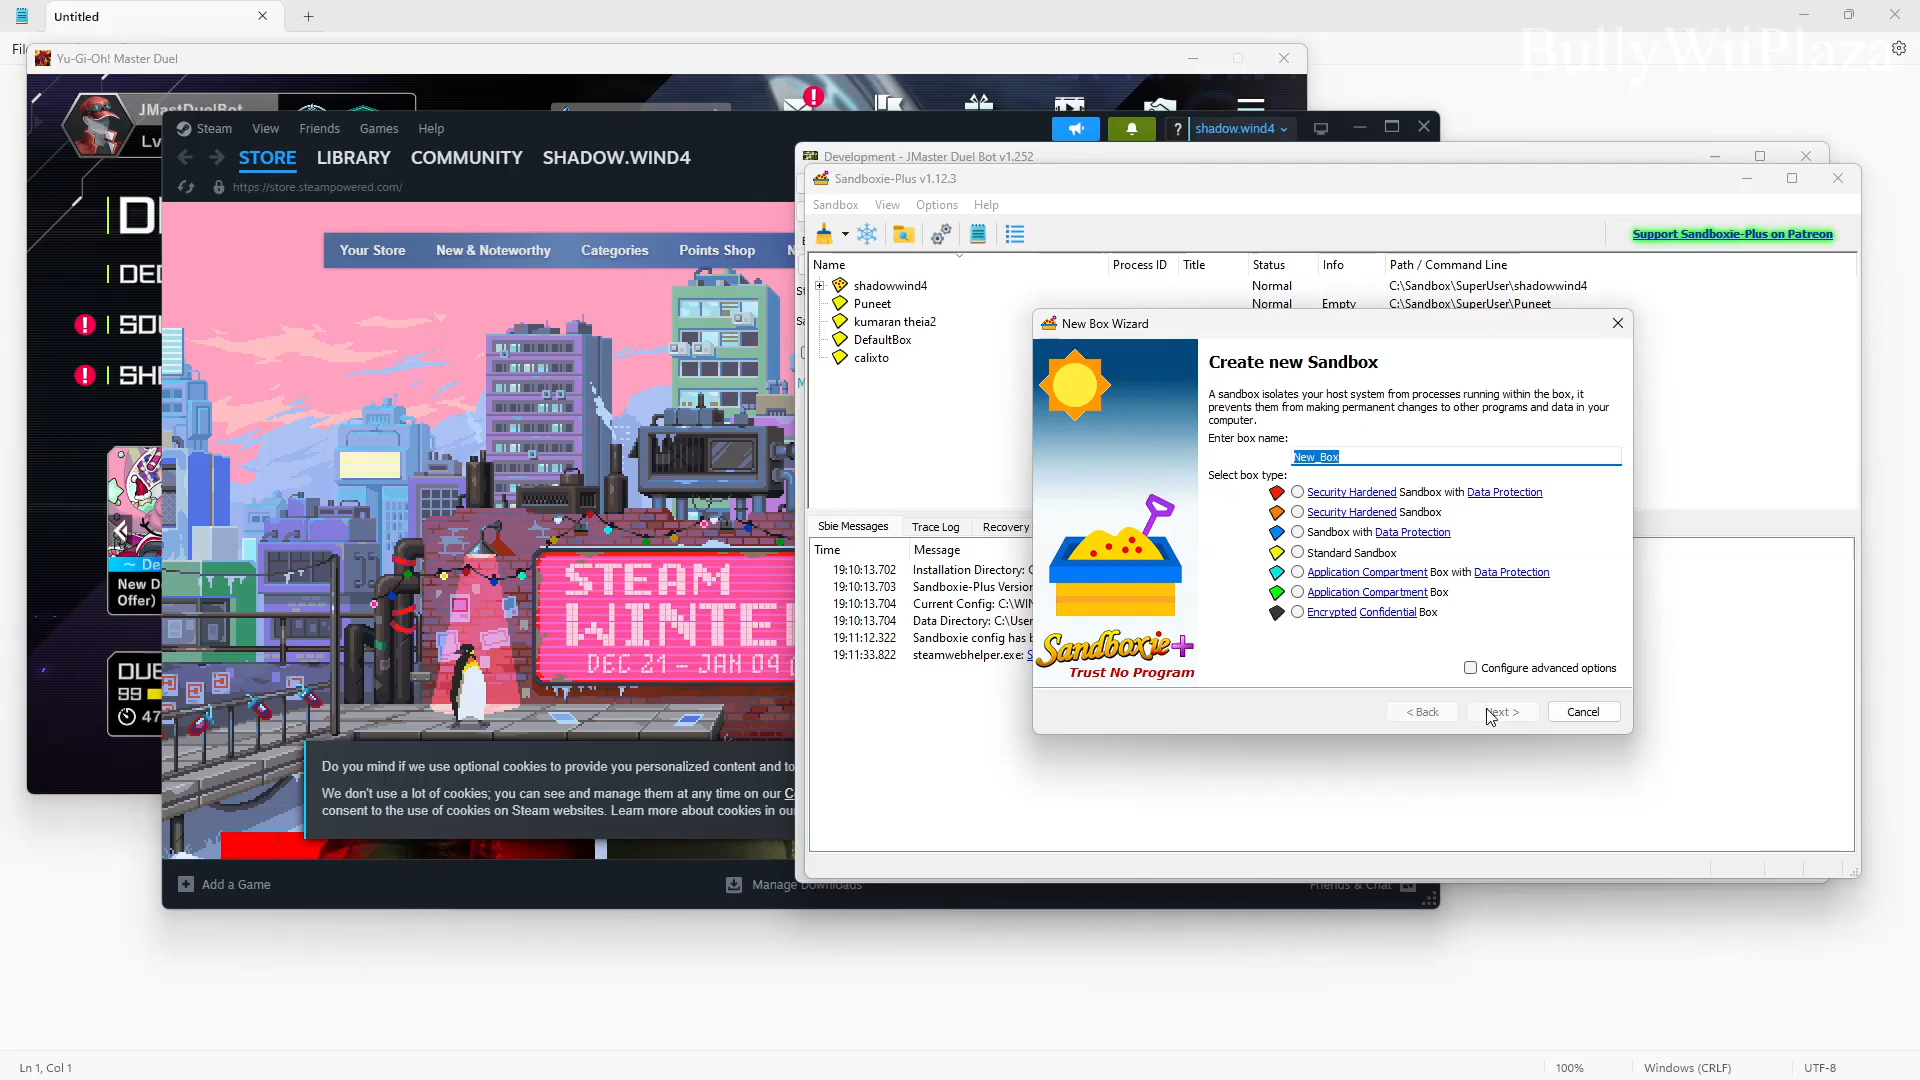 Untitled
BullyWiiPlaza
Yu-Gi-Oh! Master Duel
JMastDuelBot
Steam View Friends Games Help
shadow.wind4
STORE LIBRARY COMMUNITY SHADOW.WIND4
https://store.steampowered.com/
Your Store New & Noteworthy Categories Points Shop
STEAM
DEC 21 - JAN 04
New D
Offer)
99
47
Do you mind if we use optional cookies to provide you personalized content and to
We don't use a lot of cookies; you can see and manage them at any time on our
consent to the use of cookies on Steam websites. Learn more about cookies in our
Add a Game
Manage Downloads
Friends & Chat
Development - JMaster Duel Bot v1.252
Sandboxie-Plus v1.12.3
Sandbox View Options Help
Support Sandboxie-Plus on Patreon
Name Process ID Title Status Info Path / Command Line
shadowwind4 Normal C:\Sandbox\SuperUser\shadowwind4
Puneet Normal Empty C:\Sandbox\SuperUser\Puneet
kumaran theia2
DefaultBox
calixto
Sbie Messages Trace Log Recovery
Time Message
19:10:13.702 Installation Directory:
19:10:13.703 Sandboxie-Plus Version
19:10:13.704 Current Config: C:\WIN
19:10:13.704 Data Directory: C:\User
19:11:12.322 Sandboxie config has
19:11:33.822 steamwebhelper.exe:
New Box Wizard
Create new Sandbox
A sandbox isolates your host system from processes running within the box, it
prevents them from making permanent changes to other programs and data in your
computer.
Enter box name:
New_Box
Select box type:
Security Hardened Sandbox with Data Protection
Security Hardened Sandbox
Sandbox with Data Protection
Standard Sandbox
Application Compartment Box with Data Protection
Application Compartment Box
Encrypted Confidential Box
Sandboxie+
Trust No Program
Configure advanced options
< Back Next > Cancel
Ln 1, Col 1
100% Windows (CRLF) UTF-8